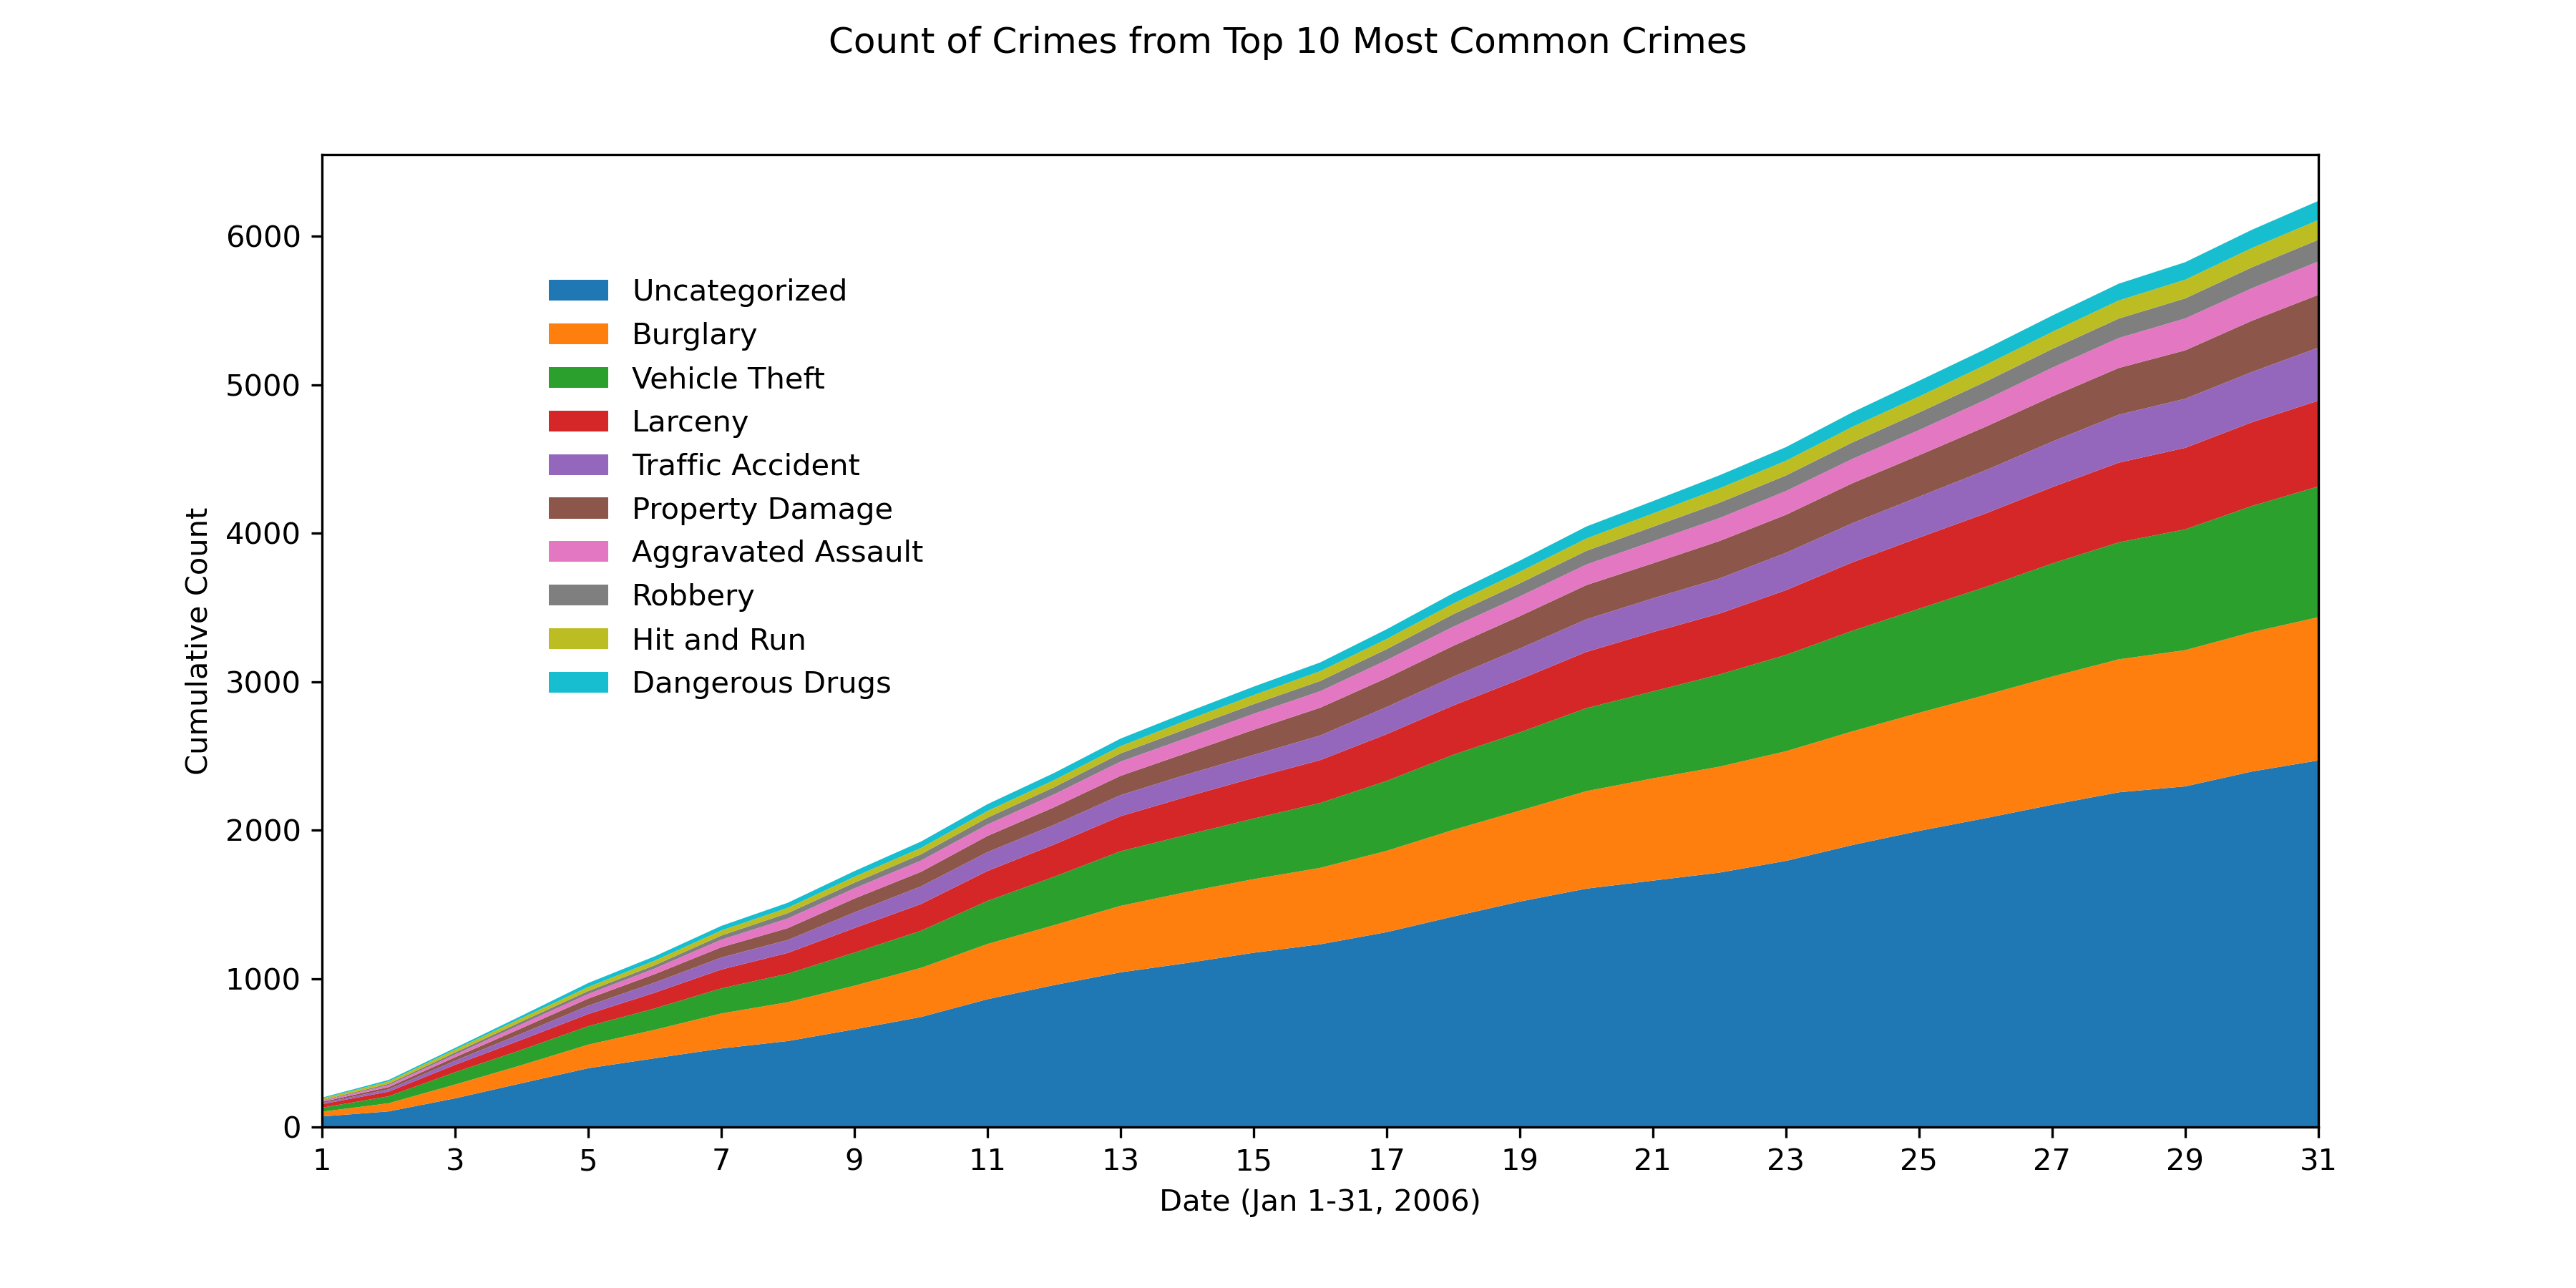 Count of Crimes from Top 10 Most Common Crimes
6000
5000
4000
3000
2000
1000
0
Cumulative Count
Uncategorized
Burglary
Vehicle Theft
Larceny
Traffic Accident
Property Damage
Aggravated Assault
Robbery
Hit and Run
Dangerous Drugs
1 3 5 7 9 11 13 15 17 19 21 23 25 27 29 31
Date (Jan 1-31, 2006)